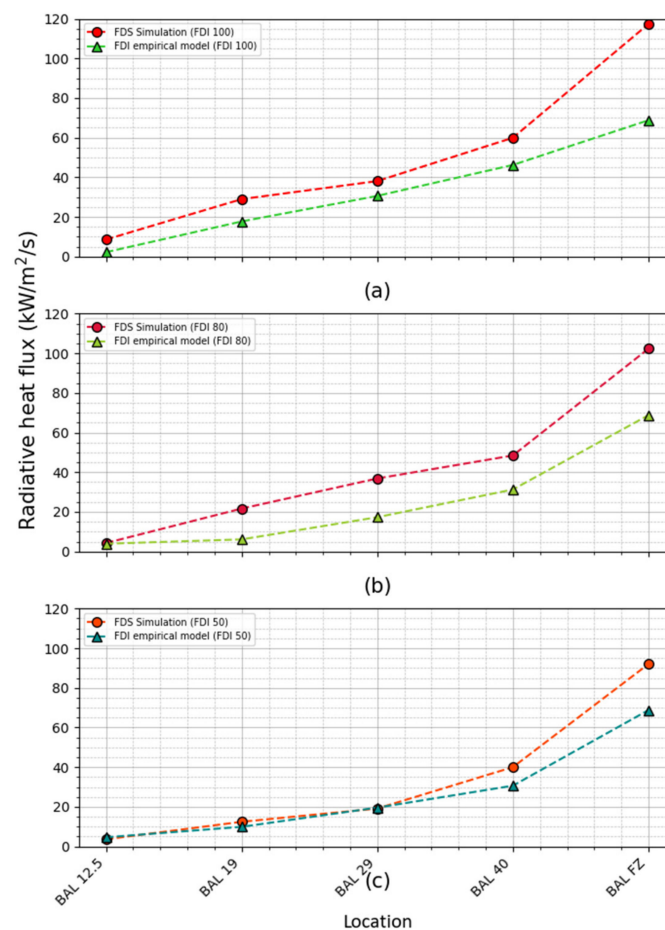 120
100
80
60
40
20
0
FDS Simulation (FDI 100)
FDI empirical model (FDI 100)
(a)
120
100
80
60
40
20
0
FDS Simulation (FDI 80)
FDI empirical model (FDI 80)
(b)
Radiative heat flux (kW/m²/s)
120
100
80
60
40
20
0
FDS Simulation (FDI 50)
FDI empirical model (FDI 50)
BAL 12.5
BAL 19
BAL 29
BAL 40
BAL FZ
(c)
Location